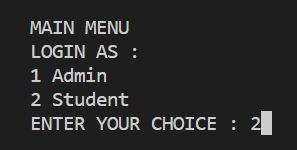 MAIN MENU
LOGIN AS :
1 Admin
2 Student
ENTER YOUR CHOICE : 2